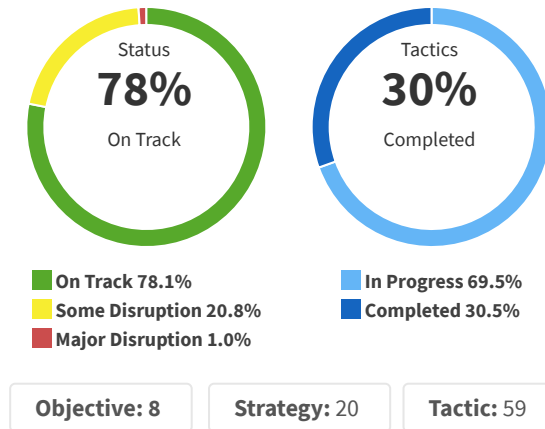 Status
78%
On Track
Tactics
30%
Completed
On Track 78.1%
Some Disruption 20.8%
Major Disruption 1.0%
In Progress 69.5%
Completed 30.5%
Objective: 8
Strategy: 20
Tactic: 59